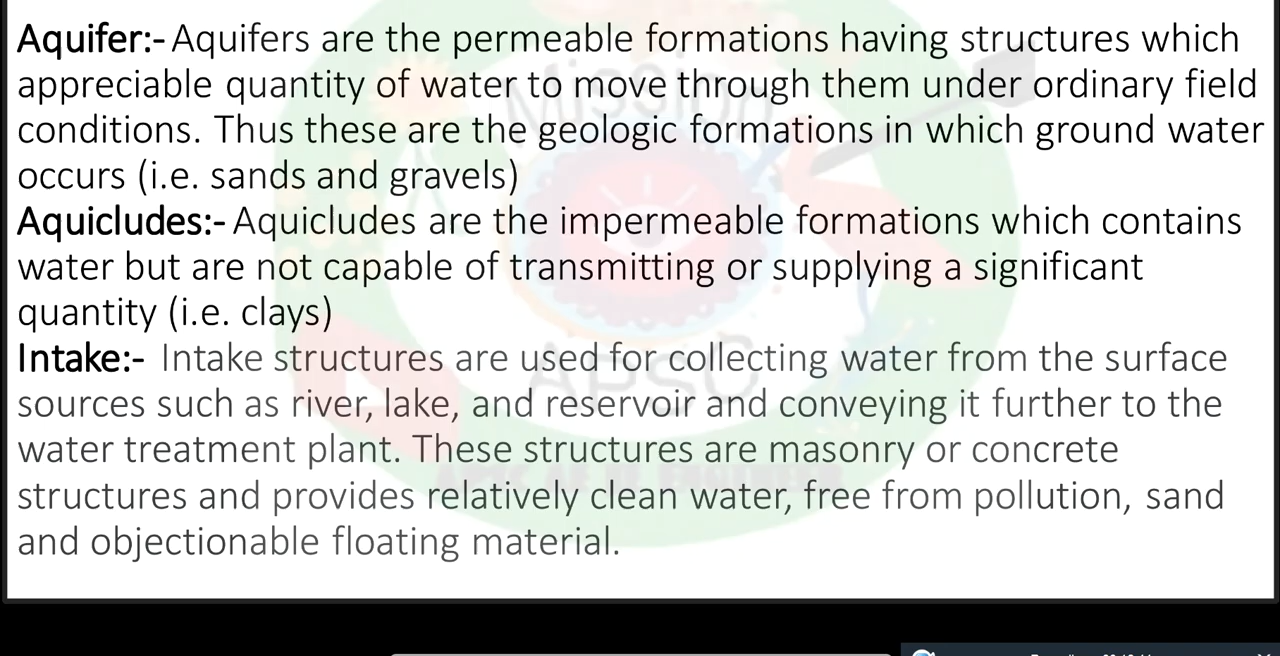 Aquifer:- Aquifers are the permeable formations having structures which
appreciable quantity of water to move through them under ordinary field
conditions. Thus these are the geologic formations in which ground water
occurs (i.e. sands and gravels)
Aquicludes:- Aquicludes are the impermeable formations which contains
water but are not capable of transmitting or supplying a significant
quantity (i.e. clays)
Intake:- Intake structures are used for collecting water from the surface
sources such as river, lake, and reservoir and conveying it further to the
water treatment plant. These structures are masonry or concrete
structures and provides relatively clean water, free from pollution, sand
and objectionable floating material.
Mission
APSC